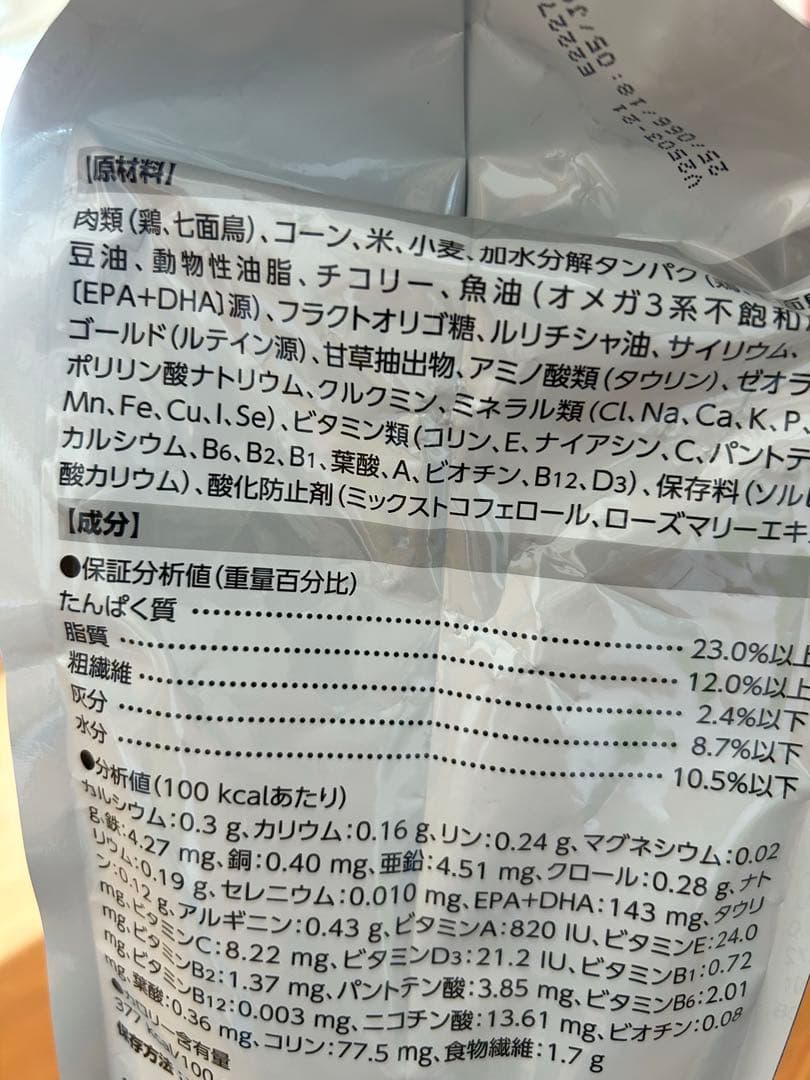 E2227
25/066/18:05/J
V3503-21
【原材料】
肉類(鶏、七面鳥)、コーン、米、小麦、加水分解タンパク(鶏、七面鳥
豆油、動物性油脂、チコリー、魚油(オメガ3系不飽和
〔EPA+DHA〕源)、フラクトオリゴ糖、ルリチシャ油、サイリウム、
ゴールド(ルテイン源)、甘草抽出物、アミノ酸類(タウリン)、ゼオラ
ポリリン酸ナトリウム、クルクミン、ミネラル類(Cl、Na、Ca、K、P、
Mn、Fe、Cu、I、Se)、ビタミン類(コリン、E、ナイアシン、C、パントテ
カルシウム、B6、B2、B1、葉酸、A、ビオチン、B12、D3)、保存料(ソルビ
酸カリウム)、酸化防止剤(ミックストコフェロール、ローズマリーエキ
【成分】
●保証分析値(重量百分比)
たんぱく質 23.0%以上
脂質 12.0%以上
粗繊維 2.4%以下
灰分 8.7%以下
水分 10.5%以下
●分析値(100 kcalあたり)
カルシウム:0.3 g、カリウム:0.16 g、リン:0.24 g、マグネシウム:0.02
g、鉄:4.27 mg、銅:0.40 mg、亜鉛:4.51 mg、クロール:0.28 g、ナト
リウム:0.19 g、セレニウム:0.010 mg、EPA+DHA:143 mg、タウリ
ン:0.12 g、アルギニン:0.43 g、ビタミンA:820 IU、ビタミンE:24.0
mg、ビタミンC:8.22 mg、ビタミンD3:21.2 IU、ビタミンB1:0.72
mg、ビタミンB2:1.37 mg、パントテン酸:3.85 mg、ビタミンB6:2.01
mg、ビタミンB12:0.003 mg、ニコチン酸:13.61 mg、ビオチン:0.08
mg、葉酸:0.36 mg、コリン:77.5 mg、食物繊維:1.7 g
●カロリー含有量
377 kcal/100
保存方法: